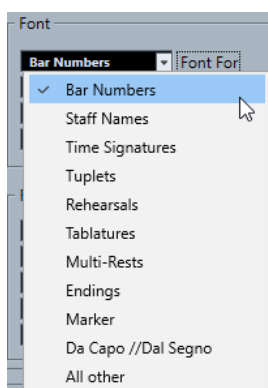 Font
Bar Numbers Font For
Bar Numbers
Staff Names
Time Signatures
Tuplets
Rehearsals
Tablatures
Multi-Rests
Endings
Marker
Da Capo //Dal Segno
All other